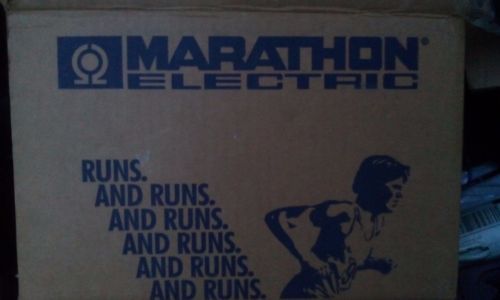 MARATHON®
ELECTRIC
RUNS.
AND RUNS.
AND RUNS.
AND RUNS.
AND RUNS.
AND RUNS.